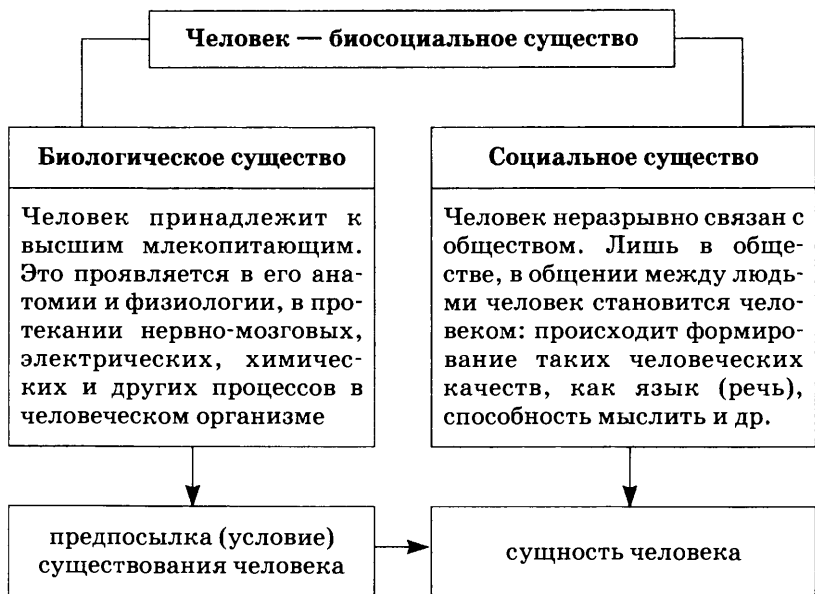 Человек — биосоциальное существо
Биологическое существо
Человек принадлежит к
высшим млекопитающим.
Это проявляется в его ана-
томии и физиологии, в про-
текании нервно-мозговых,
электрических, химичес-
ких и других процессов в
человеческом организме
Социальное существо
Человек неразрывно связан с
обществом. Лишь в обще-
стве, в общении между людь-
ми человек становится чело-
веком: происходит формиро-
вание таких человеческих
качеств, как язык (речь),
способность мыслить и др.
предпосылка (условие)
существования человека
сущность человека